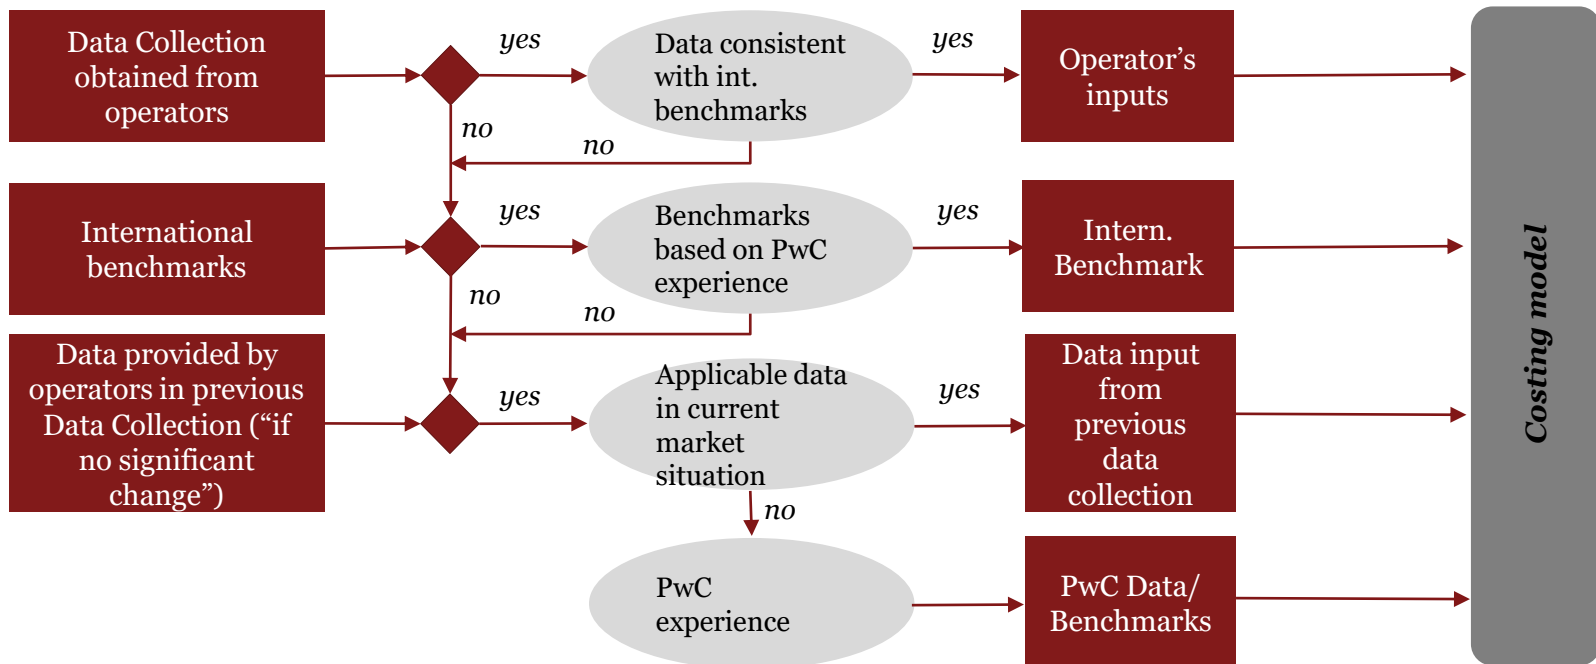 Data Collection
obtained from
operators
yes
Data consistent
with int.
benchmarks
yes
Operator’s
inputs
no
no
International
benchmarks
yes
Benchmarks
based on PwC
experience
yes
Intern.
Benchmark
no
no
Data provided by
operators in previous
Data Collection (“if
no significant
change”)
yes
Applicable data
in current
market
situation
yes
Data input
from
previous
data
collection
no
PwC
experience
PwC Data/
Benchmarks
Costing model